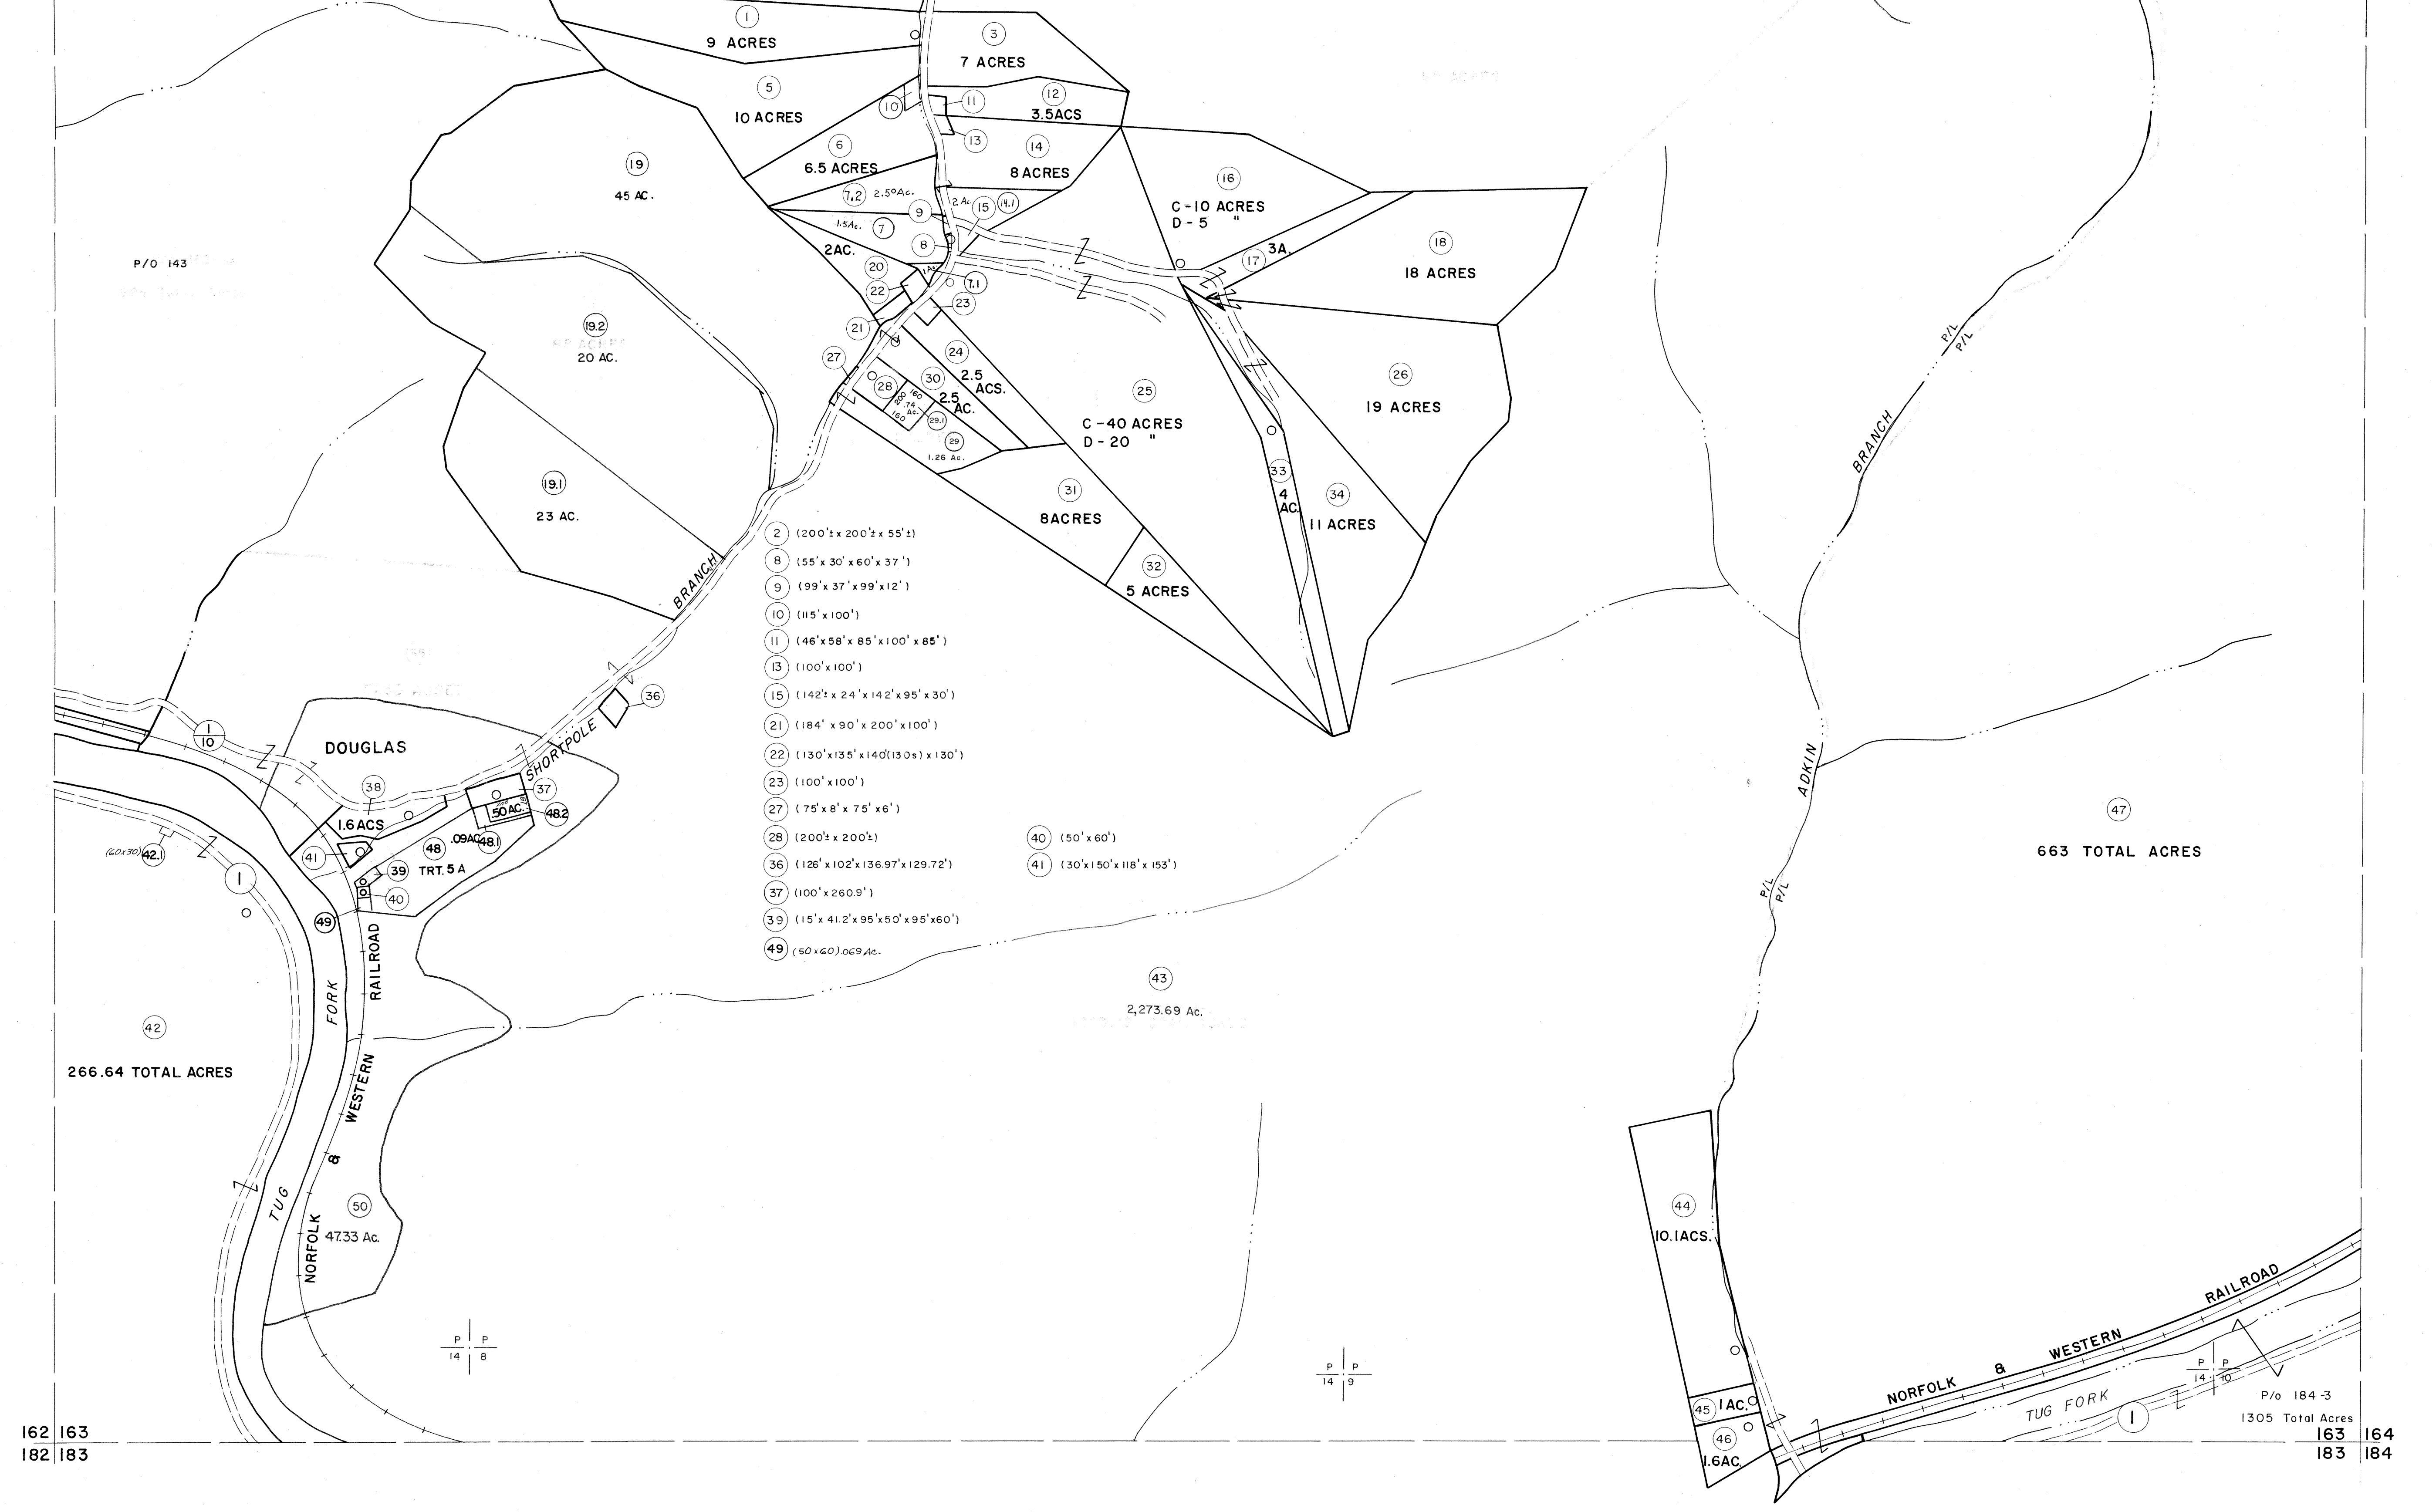 1
9 ACRES
3
7 ACRES
5
10 ACRES
10
11
12
3.5ACS
13
6
6.5 ACRES
14
8 ACRES
19
45 AC.
7.2 2.50Ac.
2 Ac.
15
14.1
9
16
C-10 ACRES
D-5 "
1.5Ac.
7
8
2AC.
20
1Ac.
7.1
22
23
21
17
3A.
18
18 ACRES
P/O 143
19.2
20 AC.
P/L
P/L
27
24
2.5
ACS.
28
30
2.5
AC.
160
200
.74
Ac.
160
29.1
29
1.26 Ac.
25
C-40 ACRES
D-20 "
26
19 ACRES
BRANCH
19.1
23 AC.
31
8ACRES
33
4
AC.
34
11 ACRES
32
5 ACRES
BRANCH
2 (200'± x 200'± x 55'±)
8 (55' x 30' x 60' x 37')
9 (99' x 37' x 99' x 12')
10 (115' x 100')
11 (46' x 58' x 85' x 100' x 85')
13 (100' x 100')
15 (142'± x 24' x 142' x 95' x 30')
21 (184' x 90' x 200' x 100')
22 (130' x 135' x 140'(130s) x 130')
23 (100' x 100')
27 (75' x 8' x 75' x 6')
28 (200'± x 200'±)
36 (126' x 102' x 136.97' x 129.72')
37 (100' x 260.9')
39 (15' x 41.2' x 95' x 50' x 95' x 60')
49 (50 x 60) .069 Ac.
40 (50' x 60')
41 (30' x 150' x 118' x 153')
36
SHORTPOLE
1
10
DOUGLAS
38
1.6ACS
37
.50 AC.
48.2
.09AC
48.1
48
TRT. 5 A
41
39
40
49
(60x30) 42.1
1
ADKIN
47
663 TOTAL ACRES
P/L
P/L
43
2,273.69 Ac.
42
266.64 TOTAL ACRES
TUG FORK
NORFOLK & WESTERN RAILROAD
50
47.33 Ac.
44
10.1ACS.
45 1 AC.
46
1.6AC.
P P
14 8
P P
14 9
P P
14 10
NORFOLK & WESTERN RAILROAD
TUG FORK
1
P/o 184-3
1305 Total Acres
162 163
182 183
163 164
183 184